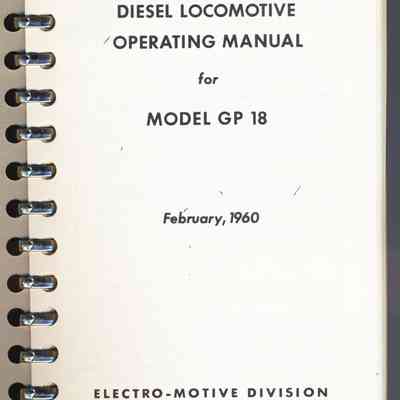 DIESEL LOCOMOTIVE
OPERATING MANUAL
for
MODEL GP 18
February, 1960
ELECTRO-MOTIVE DIVISION